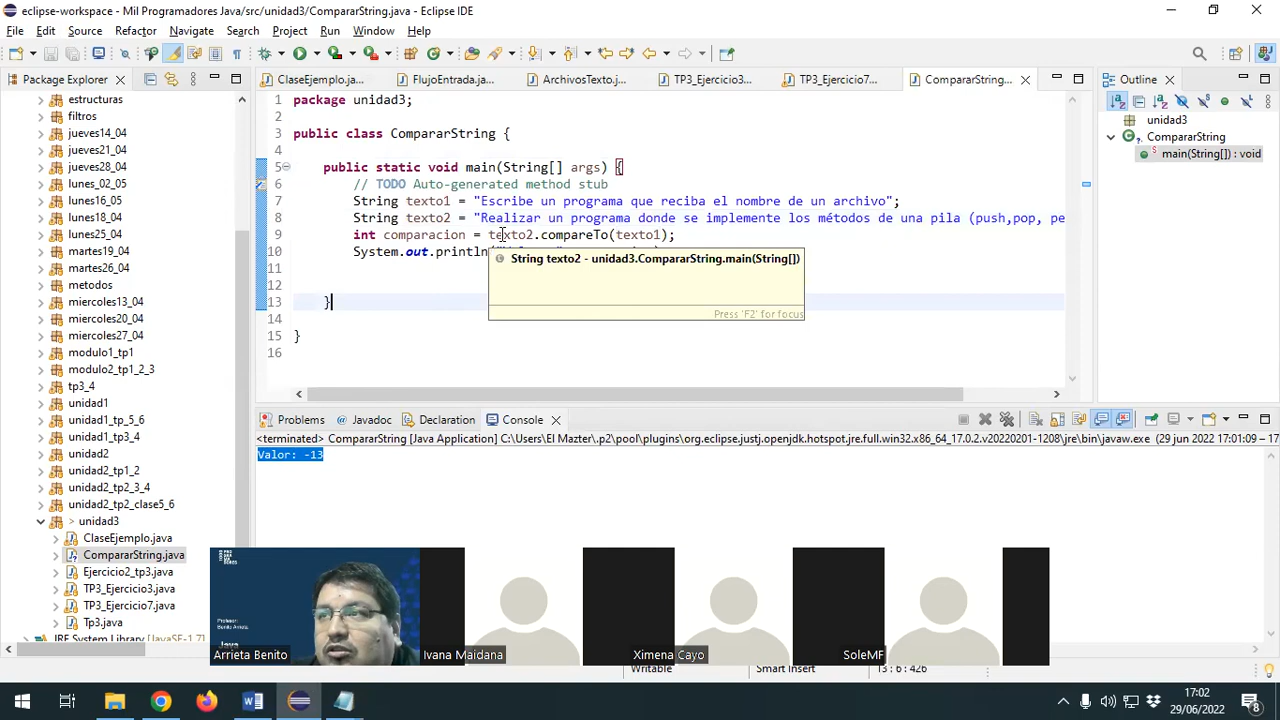 eclipse-workspace - Mil Programadores Java/src/unidad3/CompararString.java - Eclipse IDE
File Edit Source Refactor Navigate Search Project Run Window Help
Package Explorer
ClaseEjemplo.ja...
FlujoEntrada.ja...
ArchivosTexto.j...
TP3_Ejercicio3...
TP3_Ejercicio7...
CompararString...
Outline
estructuras
filtros
jueves14_04
jueves21_04
jueves28_04
lunes_02_05
lunes16_05
lunes18_04
lunes25_04
martes19_04
martes26_04
metodos
miercoles13_04
miercoles20_04
miercoles27_04
modulo1_tp1
modulo2_tp1_2_3
tp3_4
unidad1
unidad1_tp_5_6
unidad1_tp3_4
unidad2
unidad2_tp1_2
unidad2_tp2_3_4
unidad2_tp2_clase5_6
> unidad3
ClaseEjemplo.java
CompararString.java
Ejercicio2_tp3.java
TP3_Ejercicio3.java
TP3_Ejercicio7.java
Tp3.java
JRE System Library [JavaSE-1.7]
1 package unidad3;
2
3 public class CompararString {
4
5 public static void main(String[] args) {
6 // TODO Auto-generated method stub
7 String texto1 = "Escribe un programa que reciba el nombre de un archivo";
8 String texto2 = "Realizar un programa donde se implemente los métodos de una pila (push,pop, pe
9 int comparacion = texto2.compareTo(texto1);
10 System.out.println(
11
12
13 }
14
15 }
16
String texto2 - unidad3.CompararString.main(String[])
Press 'F2' for focus
unidad3
CompararString
main(String[]) : void
Problems Javadoc Declaration Console
<terminated> CompararString [Java Application] C:\Users\El Mazter\.p2\pool\plugins\org.eclipse.justj.openjdk.hotspot.jre.full.win32.x86_64_17.0.2.v20220201-1208\jre\bin\javaw.exe (29 jun 2022 17:01:09 – 17
Valor: -13
Profesor:
Benito Arrieta
Java
Arrieta Benito
Ivana Maidana
Ximena Cayo
SoleMF
Writable
Smart Insert
13 : 6 : 426
17:02
29/06/2022
8